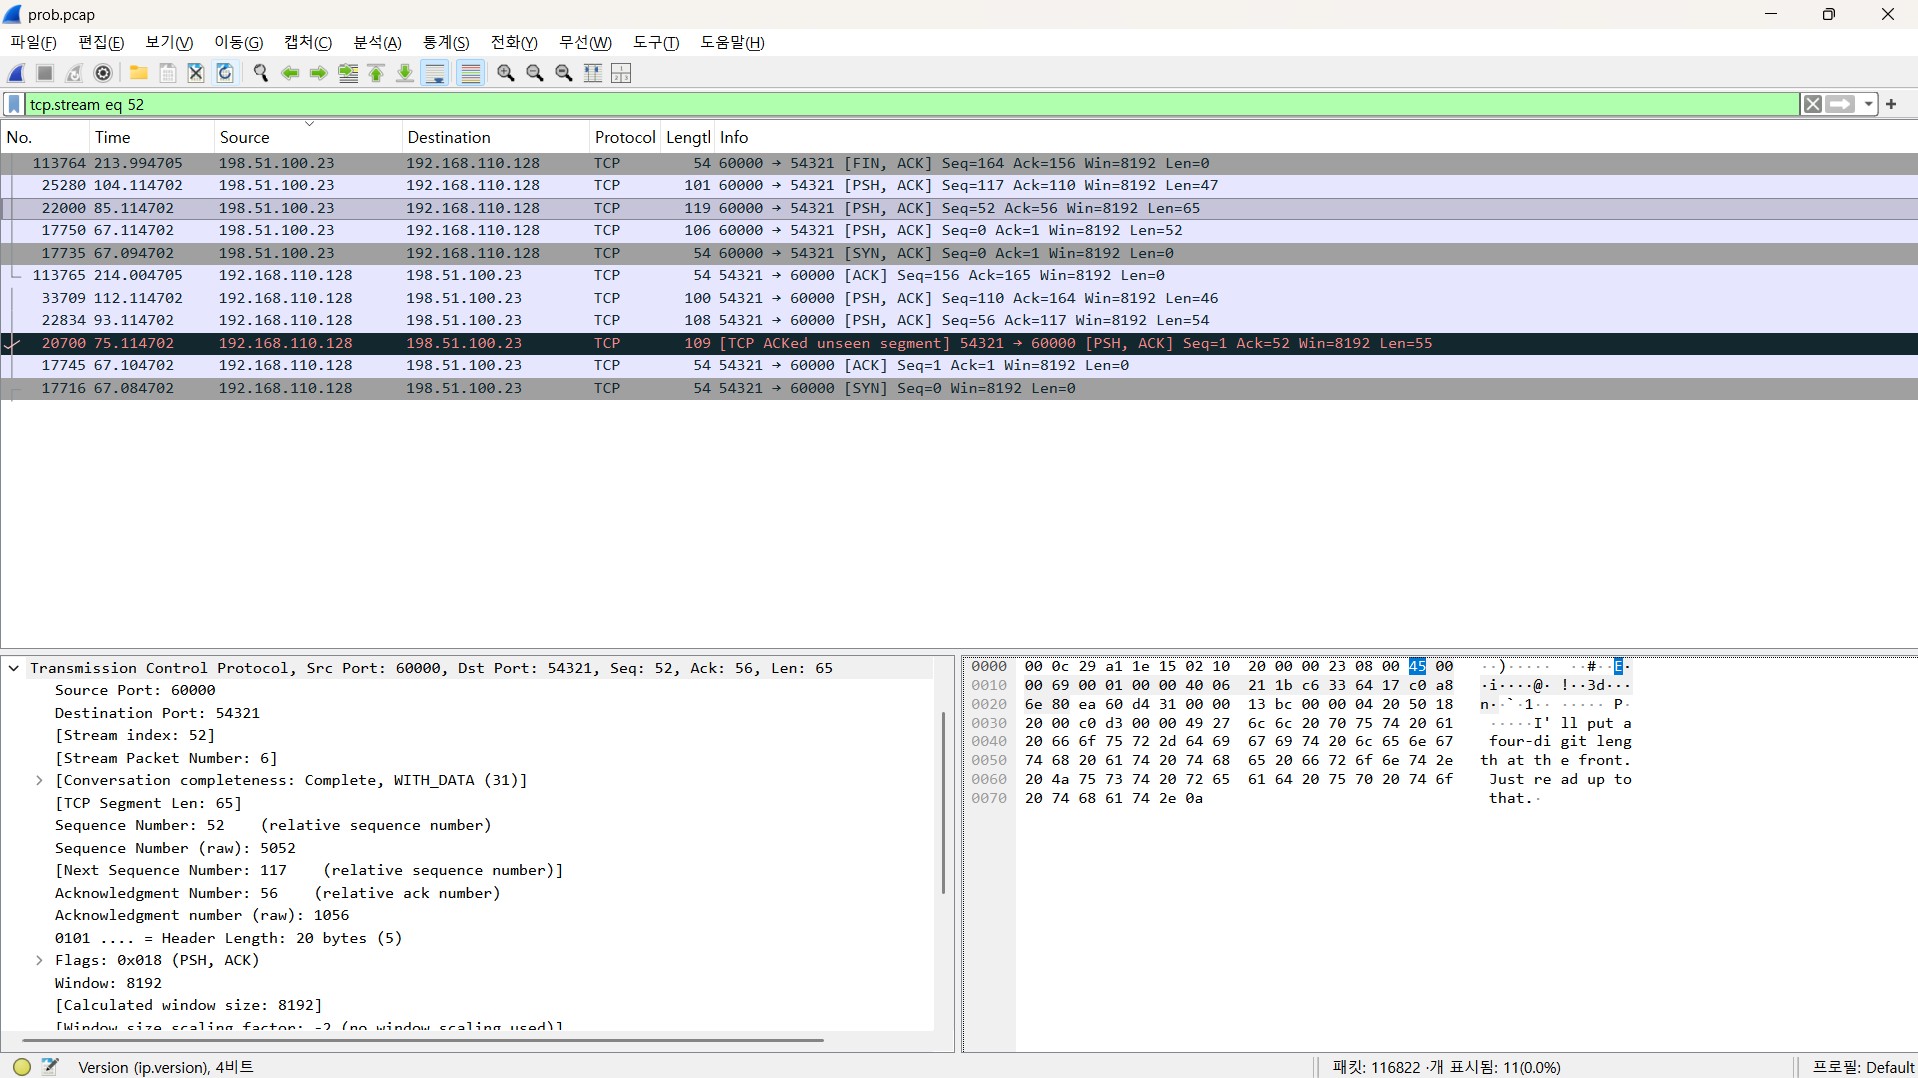 prob.pcap
파일(F) 편집(E) 보기(V) 이동(G) 캡처(C) 분석(A) 통계(S) 전화(Y) 무선(W) 도구(T) 도움말(H)
tcp.stream eq 52
No. Time Source Destination Protocol Lengtl Info
113764 213.994705 198.51.100.23 192.168.110.128 TCP 54 60000 → 54321 [FIN, ACK] Seq=164 Ack=156 Win=8192 Len=0
25280 104.114702 198.51.100.23 192.168.110.128 TCP 101 60000 → 54321 [PSH, ACK] Seq=117 Ack=110 Win=8192 Len=47
22000 85.114702 198.51.100.23 192.168.110.128 TCP 119 60000 → 54321 [PSH, ACK] Seq=52 Ack=56 Win=8192 Len=65
17750 67.114702 198.51.100.23 192.168.110.128 TCP 106 60000 → 54321 [PSH, ACK] Seq=0 Ack=1 Win=8192 Len=52
17735 67.094702 198.51.100.23 192.168.110.128 TCP 54 60000 → 54321 [SYN, ACK] Seq=0 Ack=1 Win=8192 Len=0
113765 214.004705 192.168.110.128 198.51.100.23 TCP 54 54321 → 60000 [ACK] Seq=156 Ack=165 Win=8192 Len=0
33709 112.114702 192.168.110.128 198.51.100.23 TCP 100 54321 → 60000 [PSH, ACK] Seq=110 Ack=164 Win=8192 Len=46
22834 93.114702 192.168.110.128 198.51.100.23 TCP 108 54321 → 60000 [PSH, ACK] Seq=56 Ack=117 Win=8192 Len=54
20700 75.114702 192.168.110.128 198.51.100.23 TCP 109 [TCP ACKed unseen segment] 54321 → 60000 [PSH, ACK] Seq=1 Ack=52 Win=8192 Len=55
17745 67.104702 192.168.110.128 198.51.100.23 TCP 54 54321 → 60000 [ACK] Seq=1 Ack=1 Win=8192 Len=0
17716 67.084702 192.168.110.128 198.51.100.23 TCP 54 54321 → 60000 [SYN] Seq=0 Win=8192 Len=0
Transmission Control Protocol, Src Port: 60000, Dst Port: 54321, Seq: 52, Ack: 56, Len: 65
Source Port: 60000
Destination Port: 54321
[Stream index: 52]
[Stream Packet Number: 6]
[Conversation completeness: Complete, WITH_DATA (31)]
[TCP Segment Len: 65]
Sequence Number: 52 (relative sequence number)
Sequence Number (raw): 5052
[Next Sequence Number: 117 (relative sequence number)]
Acknowledgment Number: 56 (relative ack number)
Acknowledgment number (raw): 1056
0101 .... = Header Length: 20 bytes (5)
Flags: 0x018 (PSH, ACK)
Window: 8192
[Calculated window size: 8192]
[Window size scaling factor: -2 (no window scaling used)]
0000 00 0c 29 a1 1e 15 02 10 20 00 00 23 08 00 45 00 ··)····· ··#··E·
0010 00 69 00 01 00 00 40 06 21 1b c6 33 64 17 c0 a8 ·i····@· !··3d···
0020 6e 80 ea 60 d4 31 00 00 13 bc 00 00 04 20 50 18 n··`·1·· ····· P·
0030 20 00 c0 d3 00 00 49 27 6c 6c 20 70 75 74 20 61 ·····I' ll put a
0040 20 66 6f 75 72 2d 64 69 67 69 74 20 6c 65 6e 67 four-di git leng
0050 74 68 20 61 74 20 74 68 65 20 66 72 6f 6e 74 2e th at th e front.
0060 20 4a 75 73 74 20 72 65 61 64 20 75 70 20 74 6f Just re ad up to
0070 20 74 68 61 74 2e 0a that.·
Version (ip.version), 4비트 패킷: 116822 ·개 표시됨: 11(0.0%) 프로필: Default